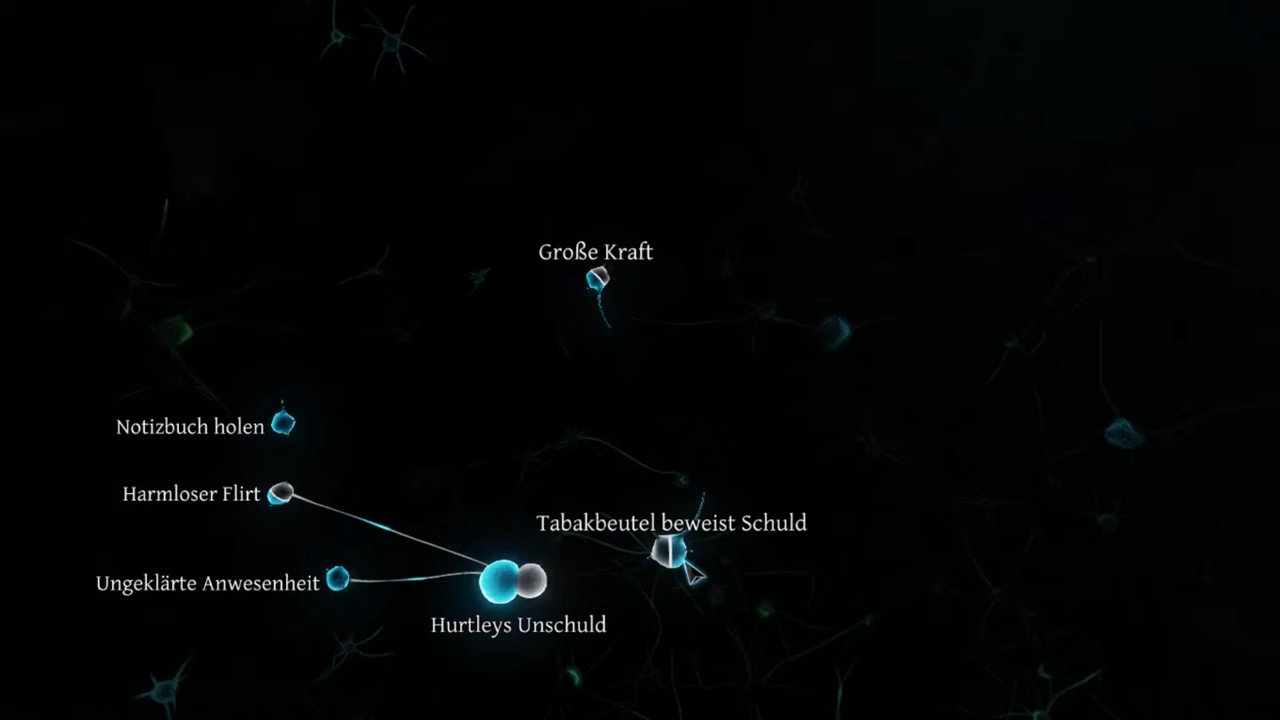 Große Kraft
Notizbuch holen
Harmloser Flirt
Tabakbeutel beweist Schuld
Ungeklärte Anwesenheit
Hurtleys Unschuld